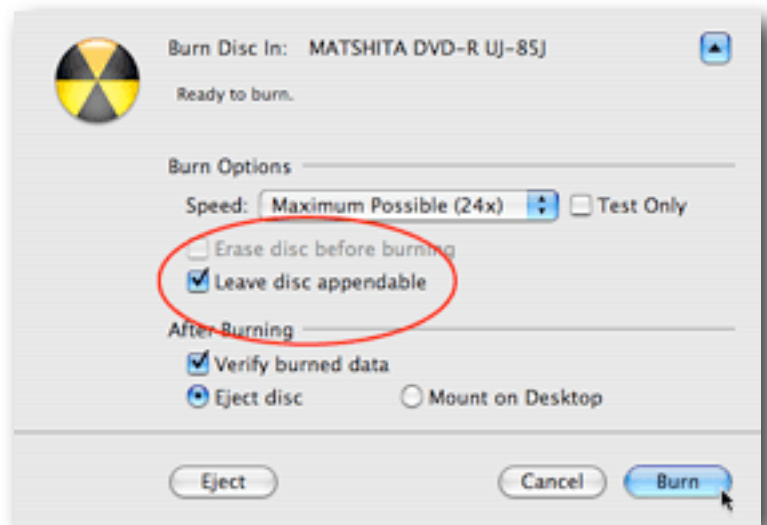 Burn Disc In: MATSHITA DVD-R UJ-85J
Ready to burn.
Burn Options
Speed: Maximum Possible (24x) Test Only
Erase disc before burning
Leave disc appendable
After Burning
Verify burned data
Eject disc Mount on Desktop
Eject Cancel Burn